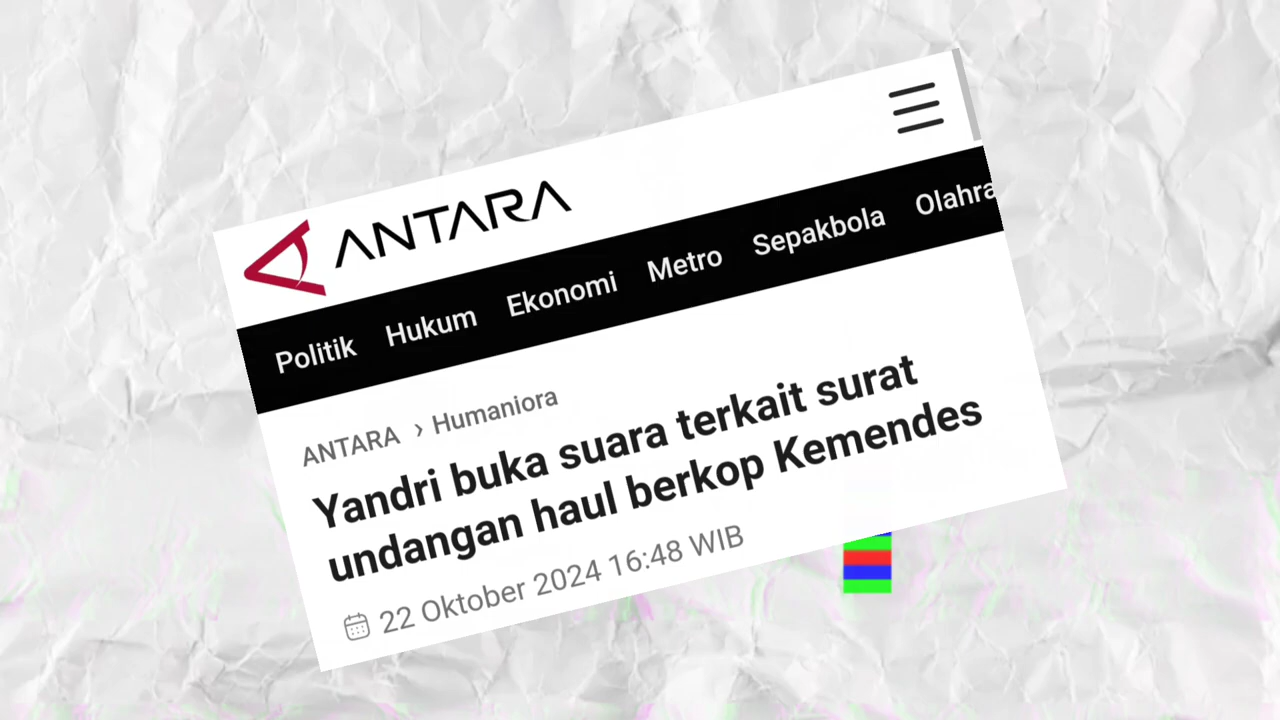 ANTARA
Politik Hukum Ekonomi Metro Sepakbola Olahra
ANTARA › Humaniora
Yandri buka suara terkait surat
undangan haul berkop Kemendes
22 Oktober 2024 16:48 WIB